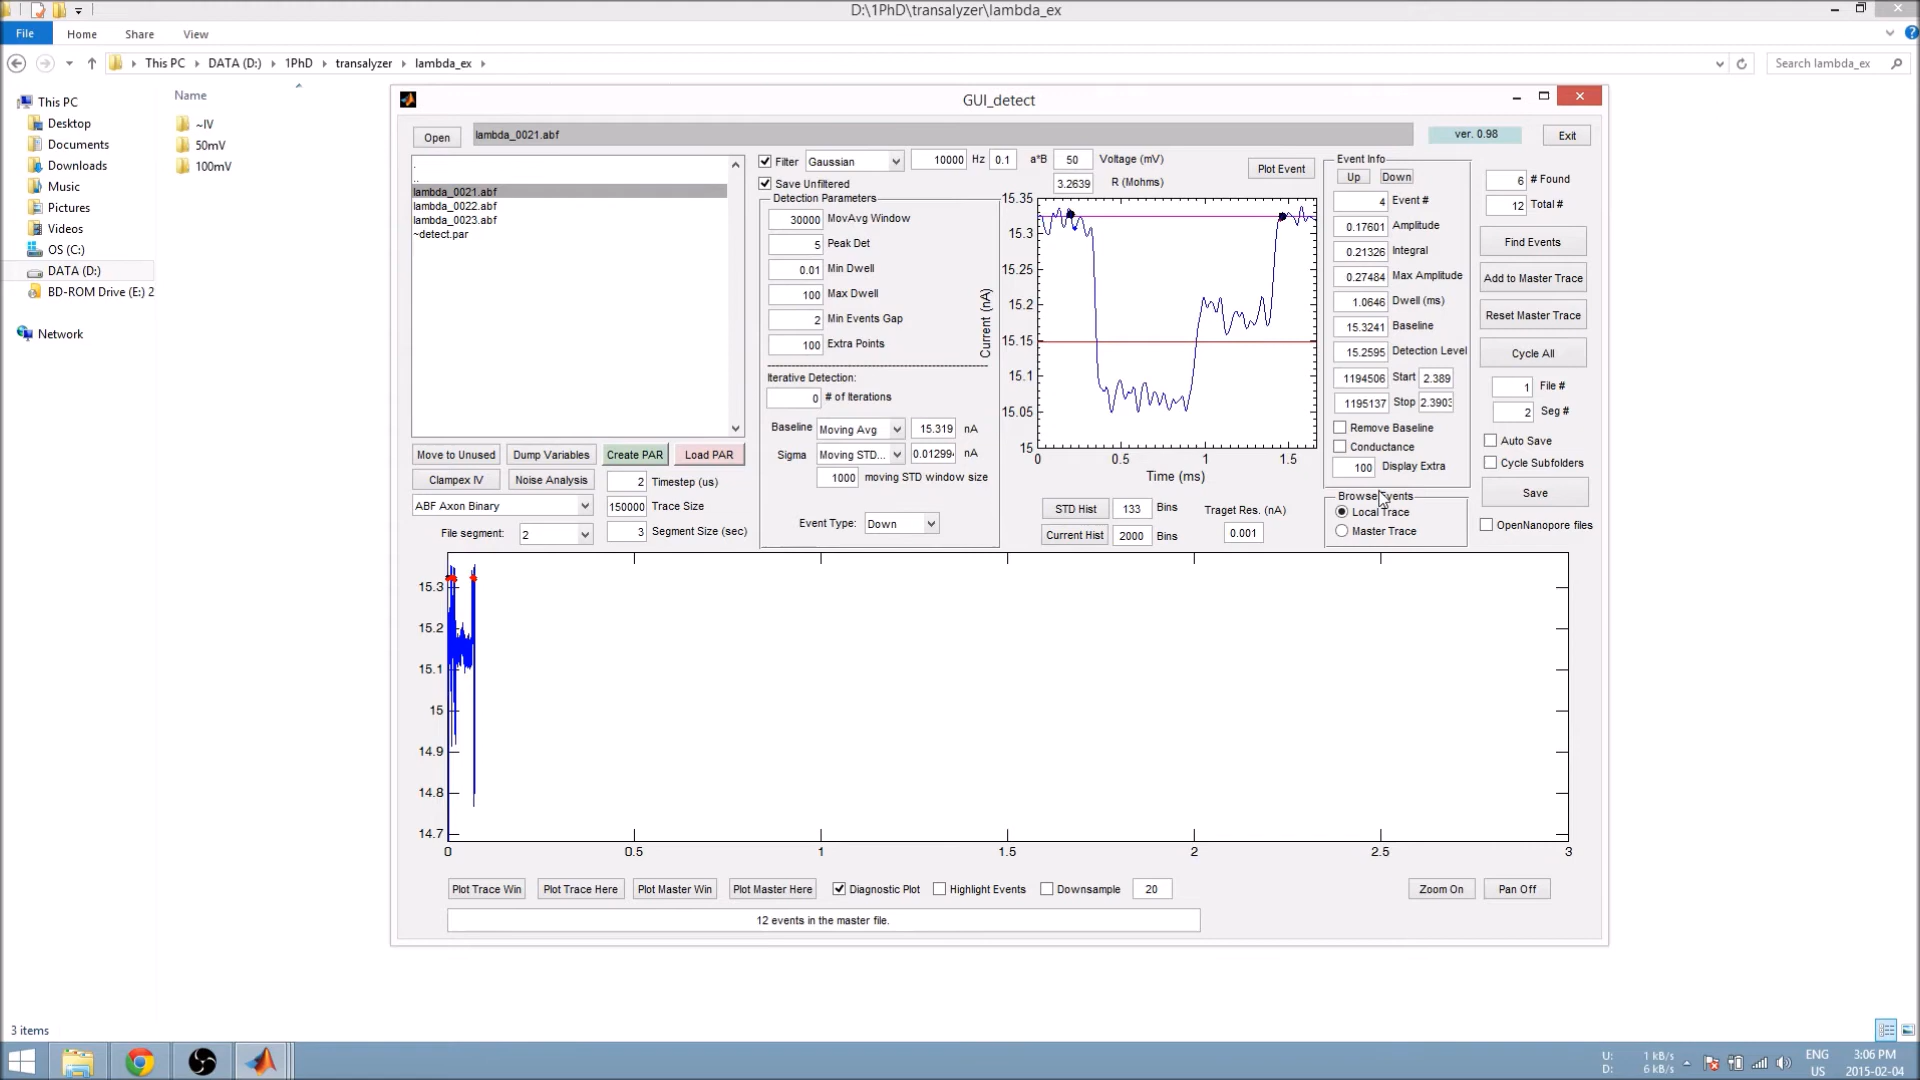 D:\1PhD\transalyzer\lambda_ex
File Home Share View
This PC DATA (D:) 1PhD transalyzer lambda_ex
Search lambda_ex
This PC
Desktop
Documents
Downloads
Music
Pictures
Videos
OS (C:)
DATA (D:)
BD-ROM Drive (E:) 2
Network
Name
~IV
50mV
100mV
GUI_detect
Open lambda_0021.abf ver. 0.98 Exit
.
..
lambda_0021.abf
lambda_0022.abf
lambda_0023.abf
~detect.par
Move to Unused Dump Variables Create PAR Load PAR
Clampex IV Noise Analysis 2 Timestep (us)
ABF Axon Binary 150000 Trace Size
File segment: 2 3 Segment Size (sec)
Filter Gaussian 10000 Hz 0.1 a*B 50 Voltage (mV)
Save Unfiltered 3.2639 R (Mohms)
Plot Event
Detection Parameters
30000 MovAvg Window
5 Peak Det
0.01 Min Dwell
100 Max Dwell
2 Min Events Gap
100 Extra Points
Iterative Detection:
0 # of Iterations
Baseline Moving Avg 15.319 nA
Sigma Moving STD... 0.01299 nA
1000 moving STD window size
Event Type: Down
Current (nA)
15.35
15.3
15.25
15.2
15.15
15.1
15.05
15
0 0.5 1 1.5
Time (ms)
STD Hist 133 Bins Traget Res. (nA)
Current Hist 2000 Bins 0.001
Event Info
Up Down
4 Event #
0.17601 Amplitude
0.21326 Integral
0.27484 Max Amplitude
1.0646 Dwell (ms)
15.3241 Baseline
15.2595 Detection Level
1194506 Start 2.389
1195137 Stop 2.3903
Remove Baseline
Conductance
100 Display Extra
Browse Events
Local Trace
Master Trace
6 # Found
12 Total #
Find Events
Add to Master Trace
Reset Master Trace
Cycle All
1 File #
2 Seg #
Auto Save
Cycle Subfolders
Save
OpenNanopore files
15.3
15.2
15.1
15
14.9
14.8
14.7
0 0.5 1 1.5 2 2.5 3
Plot Trace Win Plot Trace Here Plot Master Win Plot Master Here Diagnostic Plot Highlight Events Downsample 20 Zoom On Pan Off
12 events in the master file.
3 items
U: 1 kB/s
D: 6 kB/s
ENG
US
3:06 PM
2015-02-04